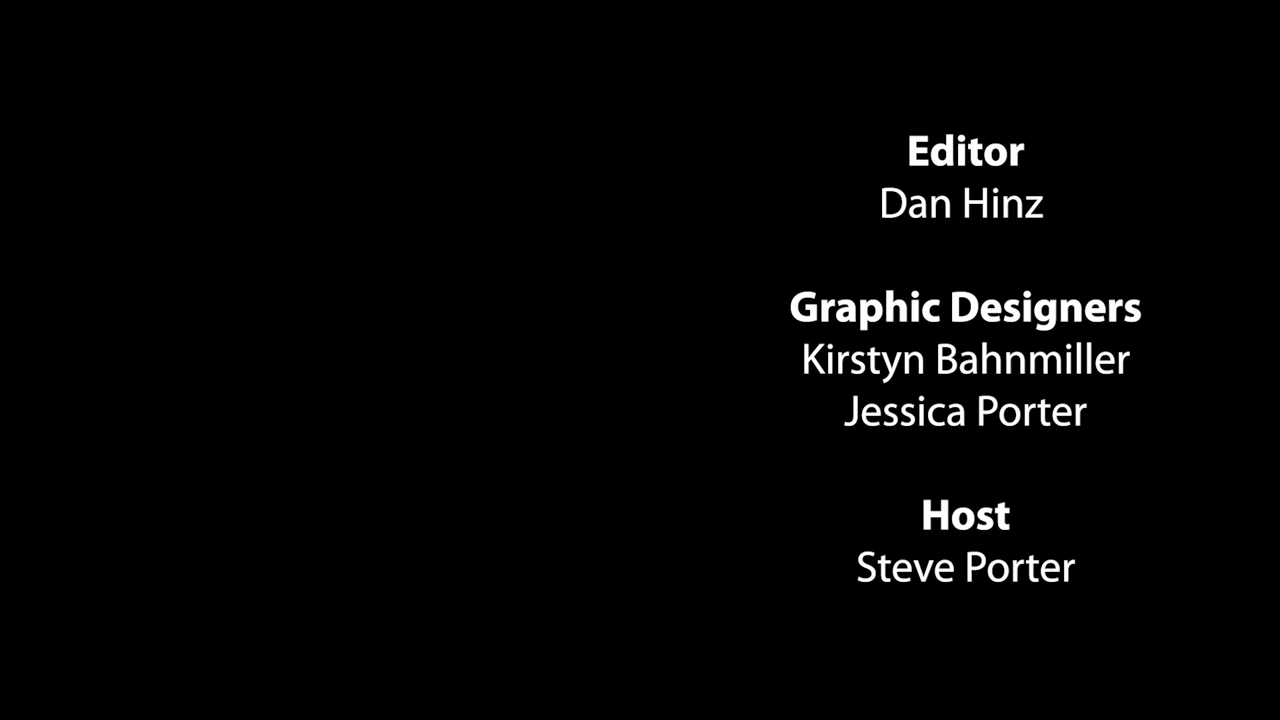 Editor
Dan Hinz
Graphic Designers
Kirstyn Bahnmiller
Jessica Porter
Host
Steve Porter